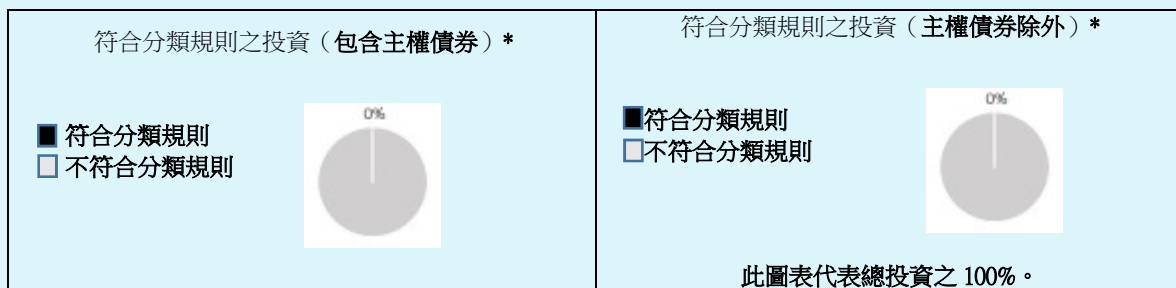 符合分類規則之投資（包含主權債券）*
0%
符合分類規則
不符合分類規則
符合分類規則之投資（主權債券除外）*
0%
符合分類規則
不符合分類規則
此圖表代表總投資之 100%。